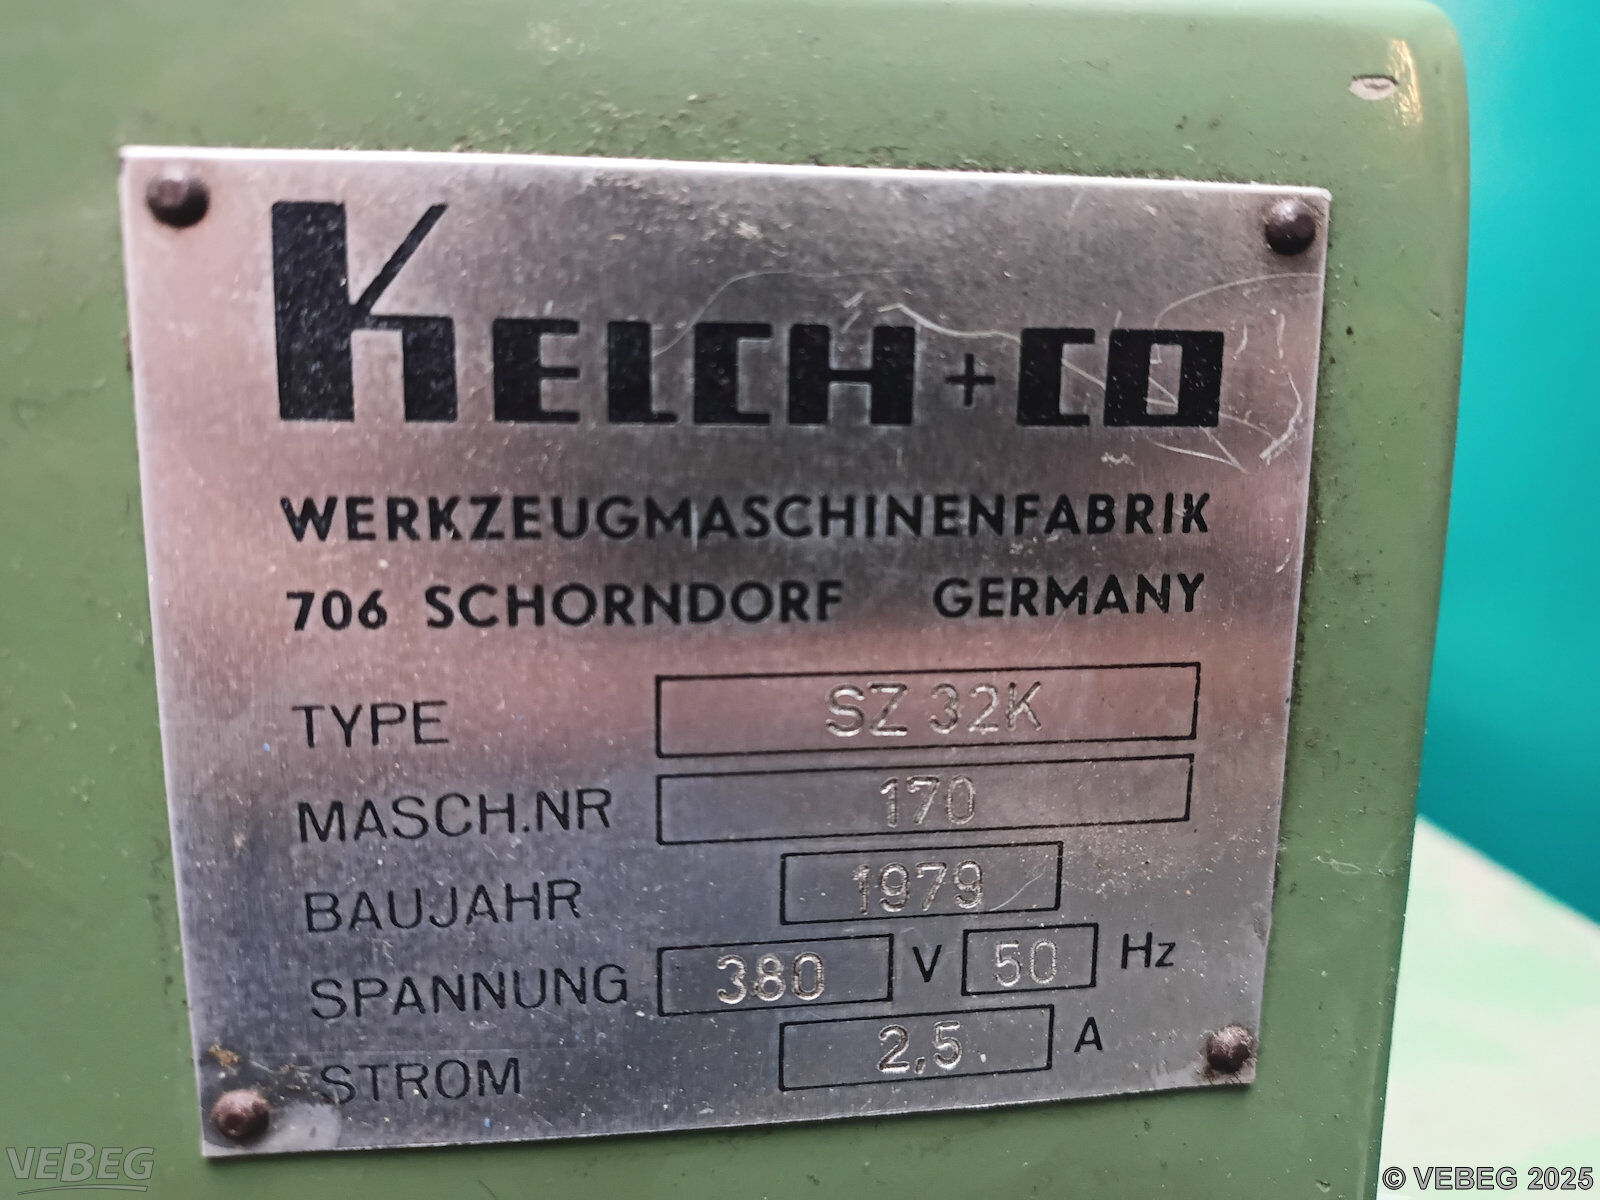 KELCH+CO
WERKZEUGMASCHINENFABRIK
706 SCHORNDORF GERMANY
TYPE SZ 32K
MASCH.NR 170
BAUJAHR 1979
SPANNUNG 380 V 50 Hz
STROM 2,5 A
VEBEG
© VEBEG 2025